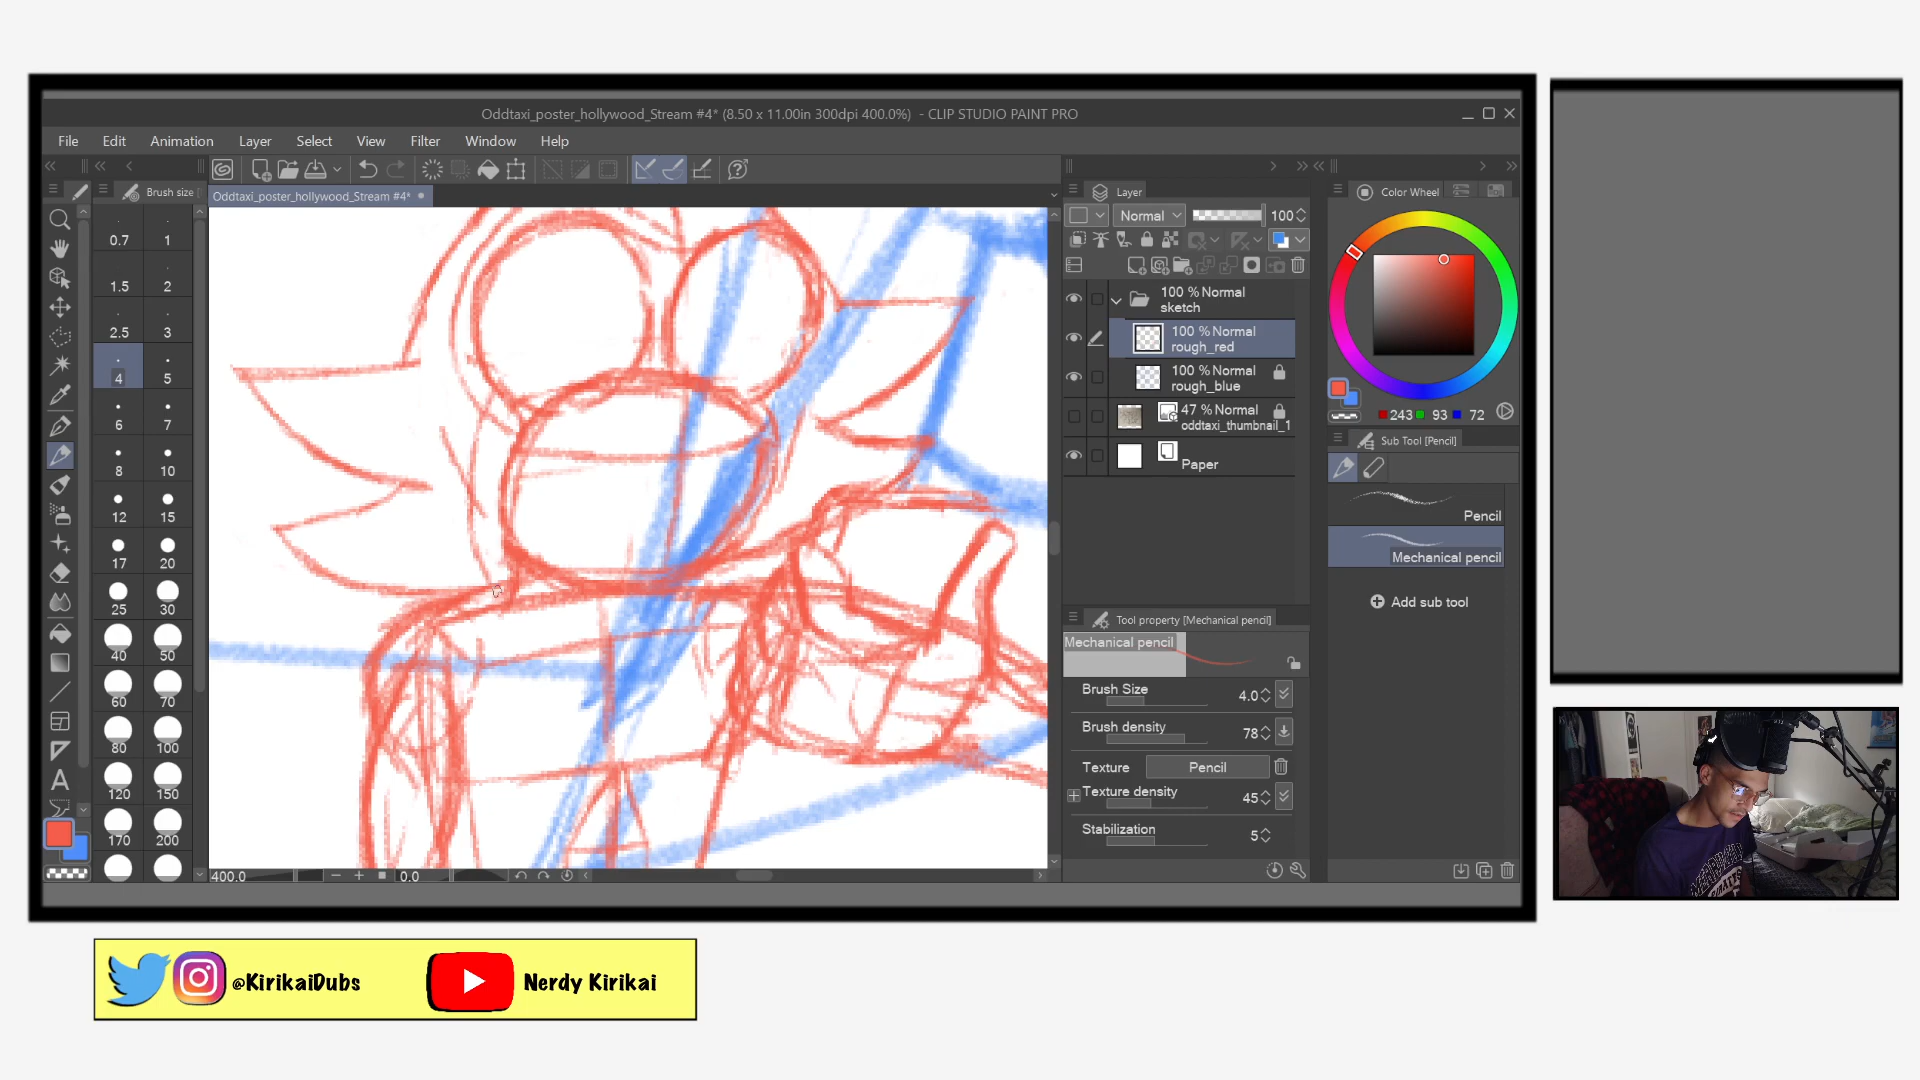 Oddtaxi_poster_hollywood_Stream #4* (8.50 x 11.00in 300dpi 400.0%) - CLIP STUDIO PAINT PRO
File Edit Animation Layer Select View Filter Window Help
Brush size
Oddtaxi_poster_hollywood_Stream #4*
0.7 1
1.5 2
2.5 3
4 5
6 7
8 10
12 15
17 20
25 30
40 50
60 70
80 100
120 150
170 200
400.0 0.0
Layer
Normal 100
100 % Normal
sketch
100 % Normal
rough_red
100 % Normal
rough_blue
47 % Normal
oddtaxi_thumbnail_1
Paper
Tool property [Mechanical pencil]
Mechanical pencil
Brush Size 4.0
Brush density 78
Texture Pencil
Texture density 45
Stabilization 5
Color Wheel
243 93 72
Sub Tool [Pencil]
Pencil
Mechanical pencil
Add sub tool
@KirikaiDubs
Nerdy Kirikai